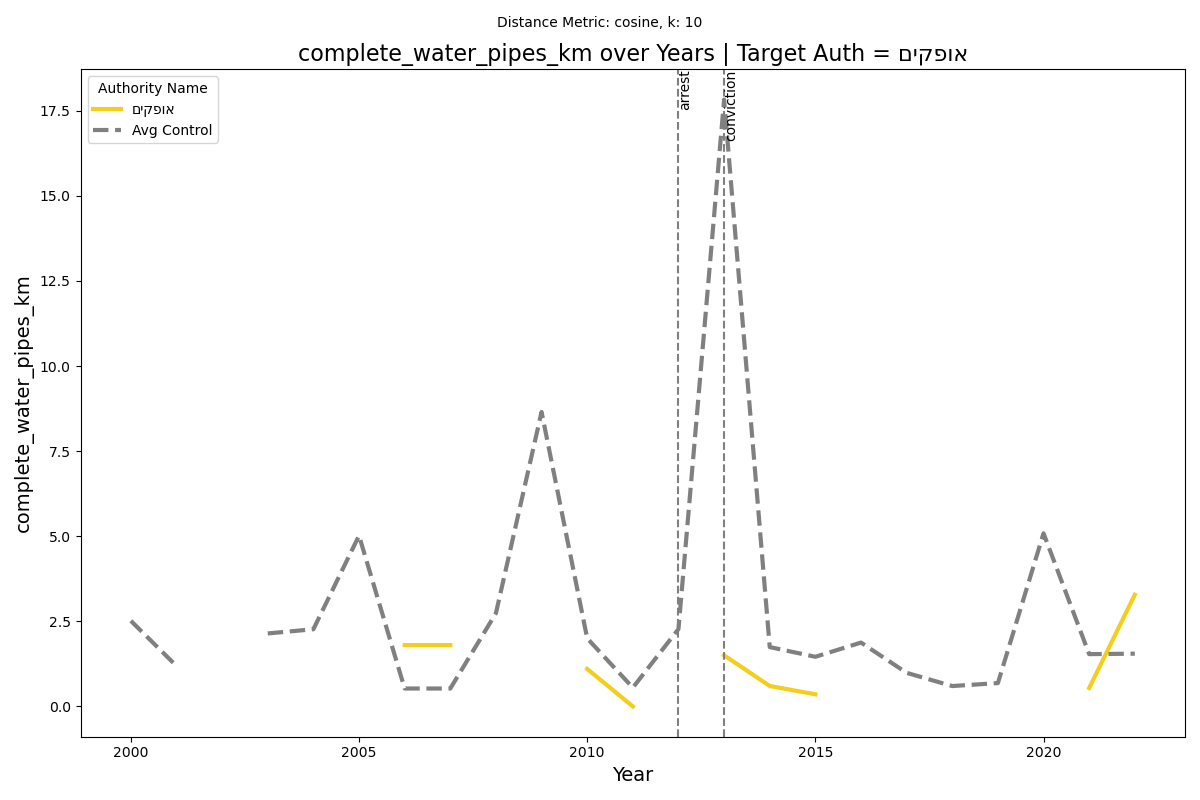 Distance Metric: cosine, k: 10
complete_water_pipes_km over Years | Target Auth = אופקים
Authority Name
אופקים
Avg Control
arrest
conviction
complete_water_pipes_km
17.5
15.0
12.5
10.0
7.5
5.0
2.5
0.0
2000 2005 2010 2015 2020
Year